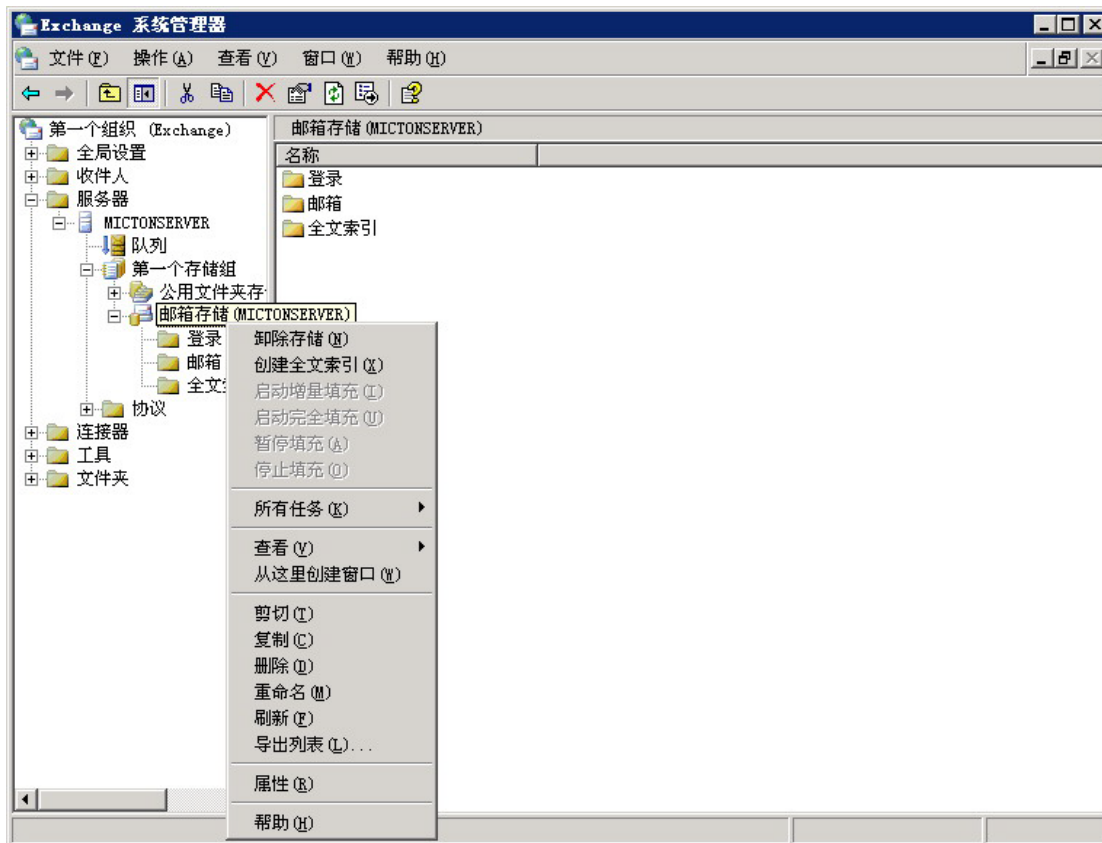 Exchange 系统管理器
文件(F) 操作(A) 查看(V) 窗口(W) 帮助(H)
第一个组织 (Exchange)
全局设置
收件人
服务器
MICTONSERVER
队列
第一个存储组
公用文件夹存
邮箱存储(MICTONSERVER)
登录
邮箱
全文
协议
连接器
工具
文件夹
邮箱存储(MICTONSERVER)
名称
登录
邮箱
全文索引
卸除存储(N)
创建全文索引(X)
启动增量填充(I)
启动完全填充(U)
暂停填充(A)
停止填充(O)
所有任务(K)
查看(V)
从这里创建窗口(W)
剪切(T)
复制(C)
删除(D)
重命名(M)
刷新(F)
导出列表(L)...
属性(R)
帮助(H)